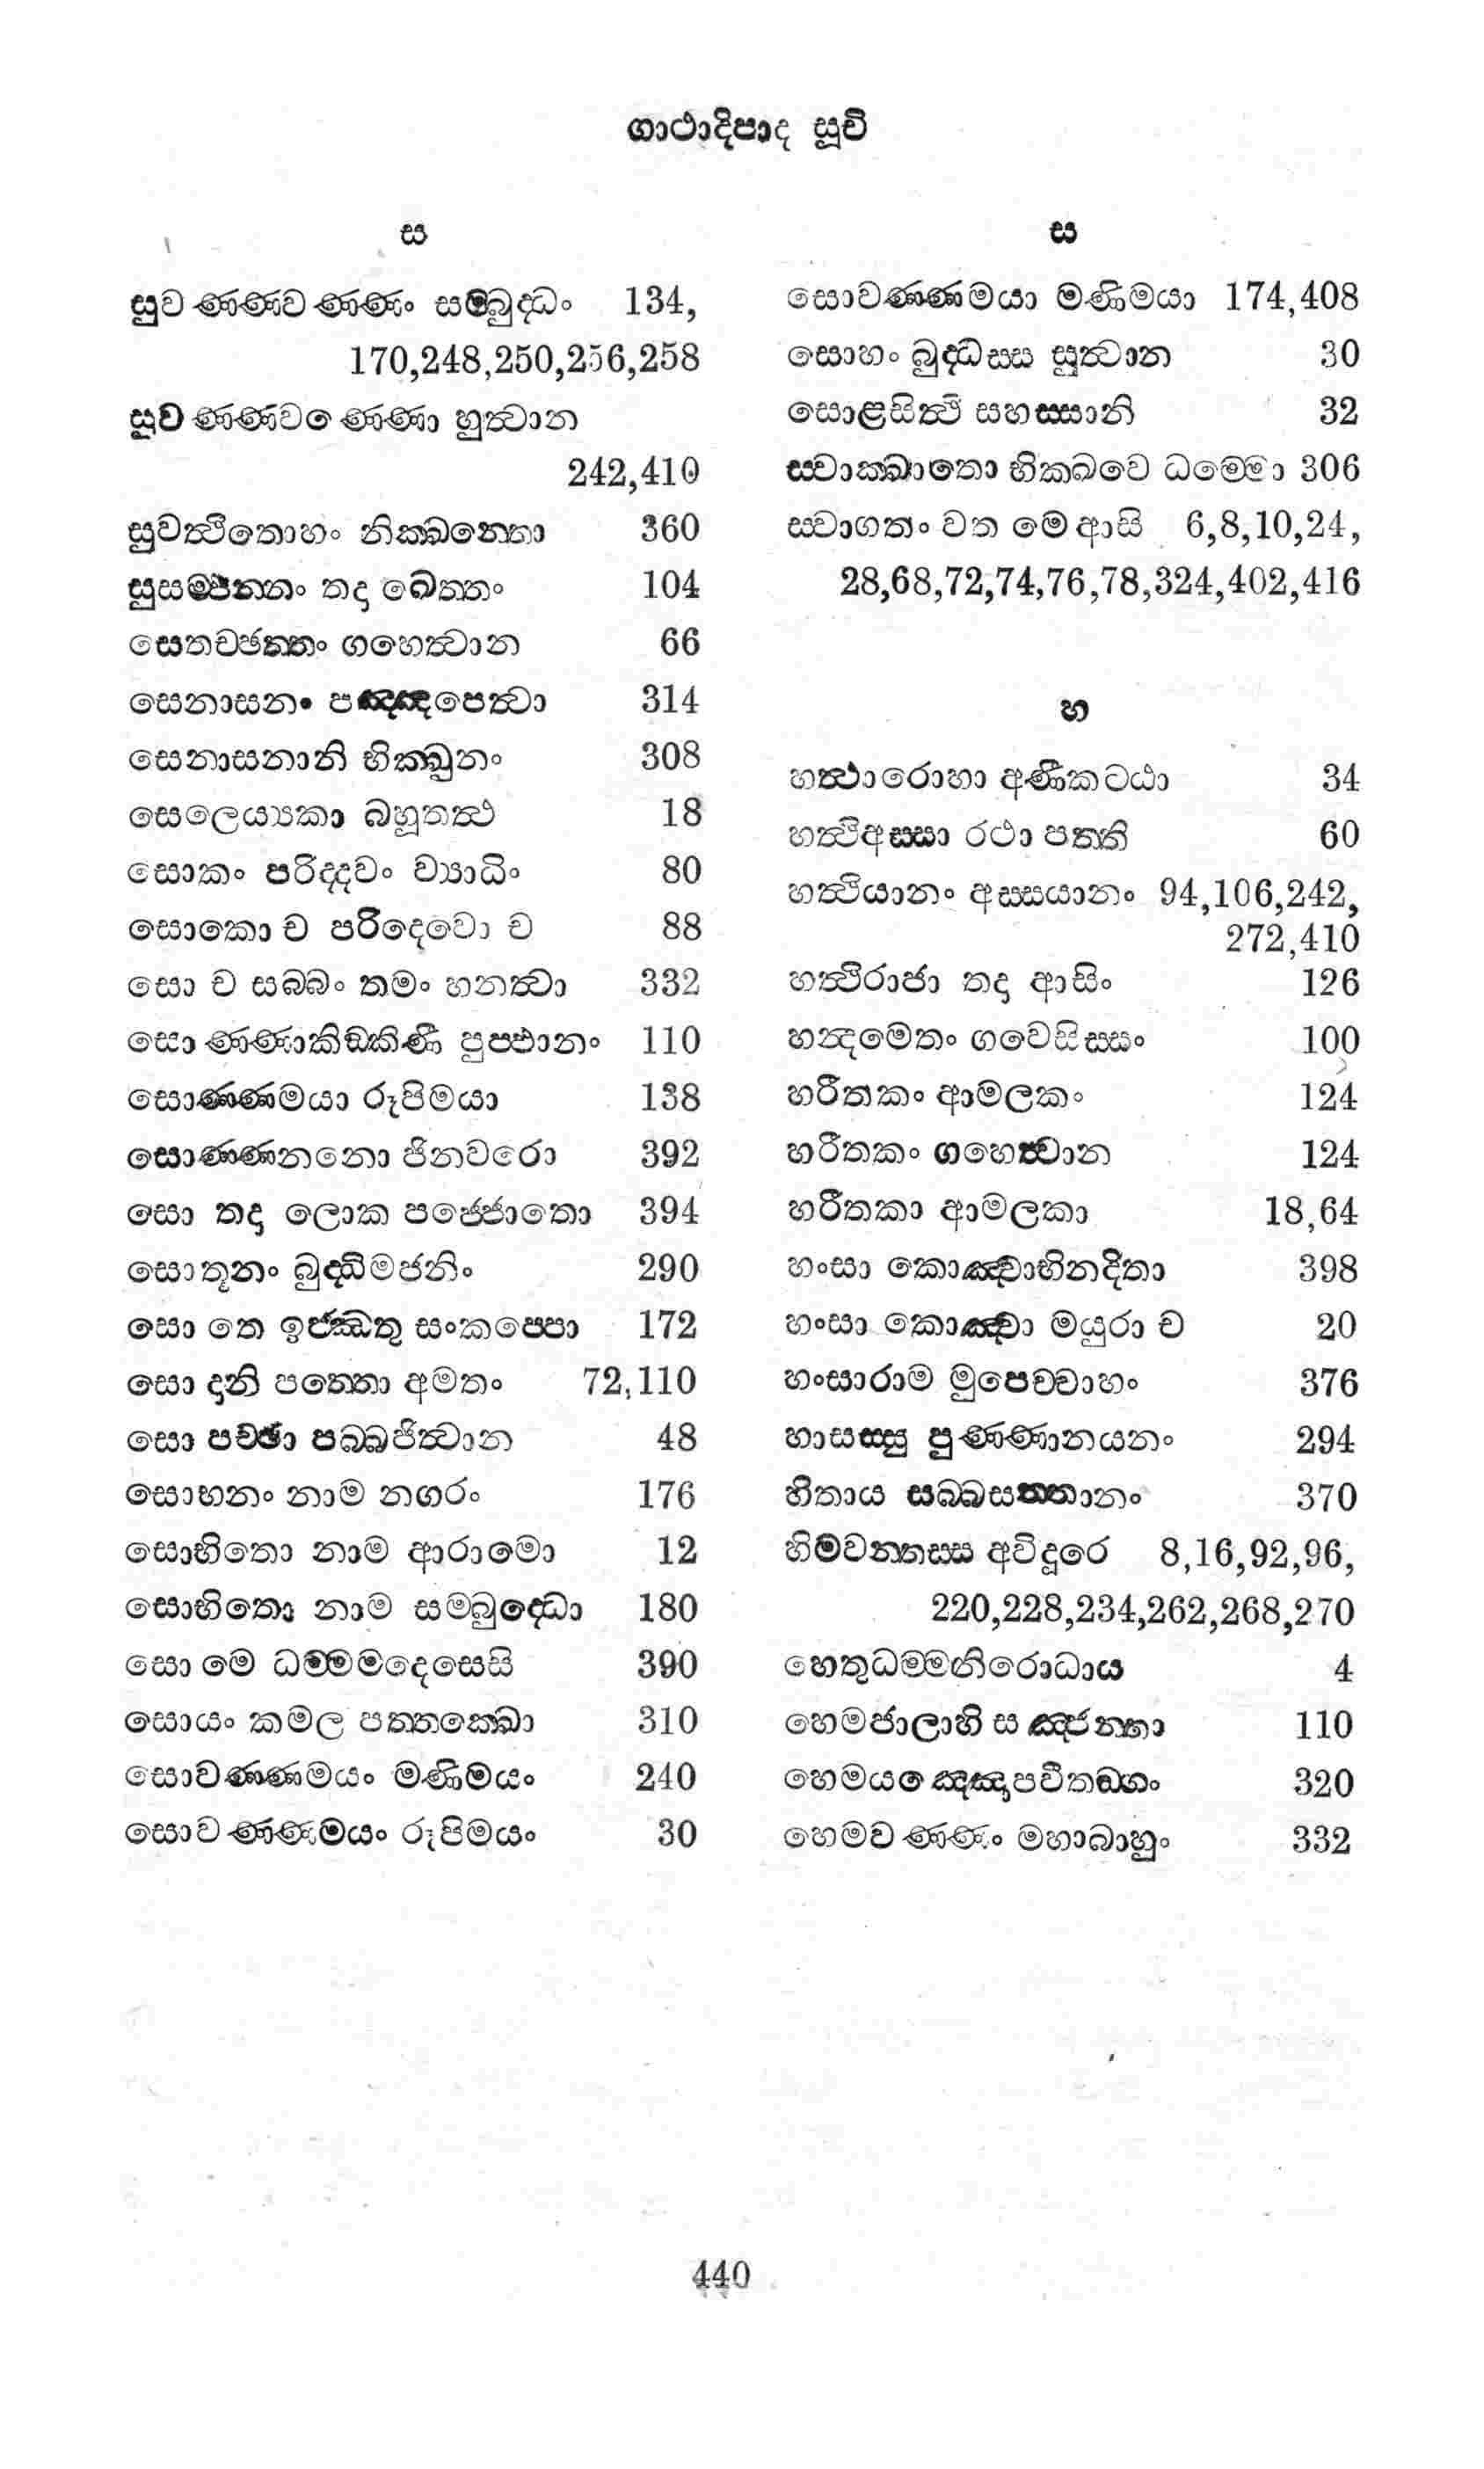 ගාථාදිපාද සූචි
ස
සුවණ්ණවණ්ණං සම්බුද්ධං 134,
170,248,250,256,258
සුවණ්ණවණ්ණො හුත්වාන
242,410
සුවත්ථිතොහං නික්ඛන්තො 360
සුසම්පන්නං තදා ඛෙත්තං 104
සෙතච්ඡත්තං ගහෙත්වාන 66
සෙනාසනං පඤ්ඤපෙත්වා 314
සෙනාසනානි භික්ඛුනං 308
සෙලෙය්‍යකා බහූතත්ථ 18
සොකං පරිද්දවං ව්‍යාධිං 80
සොකො ච පරිදෙවො ච 88
සො ච සබ්බං තමං හනත්වා 332
සොණ්ණාකිඞ්කිණී පුප්ඵානං 110
සොණ්ණමයා රූපිමයා 138
සොණ්ණනනො ජිනවරො 392
සො තදා ලොක පජ්ජොතො 394
සොතූනං බුද්ධිමජනිං 290
සො තෙ ඉජ්ඣතු සංකප්පො 172
සො දානි පත්තො අමතං 72,110
සො පච්ඡා පබ්බජිත්වාන 48
සොභනං නාම නගරං 176
සොභිතො නාම ආරාමො 12
සොභිතො නාම සම්බුද්ධො 180
සො මෙ ධම්මමදෙසෙසි 390
සොයං කමල පත්තක්ඛො 310
සොවණ්ණමයං මණිමයං 240
සොවණ්ණමයං රූපිමයං 30
ස
සොවණ්ණමයා මණිමයා 174,408
සොහං බුද්ධස්ස සුත්වාන 30
සොළසිත්ථි සහස්සානි 32
ස්වාක්ඛාතො භික්ඛවෙ ධම්මො 306
ස්වාගතං වත මෙ ආසි 6,8,10,24,
28,68,72,74,76,78,324,402,416
හ
හත්ථාරොහා අණීකට්ඨා 34
හත්ථිඅස්සා රථා පත්ති 60
හත්ථියානං අස්සයානං 94,106,242,
272,410
හත්ථිරාජා තදා ආසිං 126
හන්දමෙතං ගවෙසිස්සං 100
හරීතකං ආමලකං 124
හරීතකං ගහෙත්වාන 124
හරීතකා ආමලකා 18,64
හංසා කොඤ්චාභිනදිතා 398
හංසා කොඤ්චා මයුරා ච 20
හංසාරාම මුපෙච්චාහං 376
හාසස්සු පුණ්ණානයනං 294
හිතාය සබ්බසත්තානං 370
හිමවන්තස්ස අවිදූරෙ 8,16,92,96,
220,228,234,262,268,270
හෙතුධම්මනිරොධාය 4
හෙමජාලාහි සඤ්ඡන්නා 110
හෙමයඤ්ඤොපවීතඞ්ගං 320
හෙමවණ්ණං මහාබාහුං 332
440